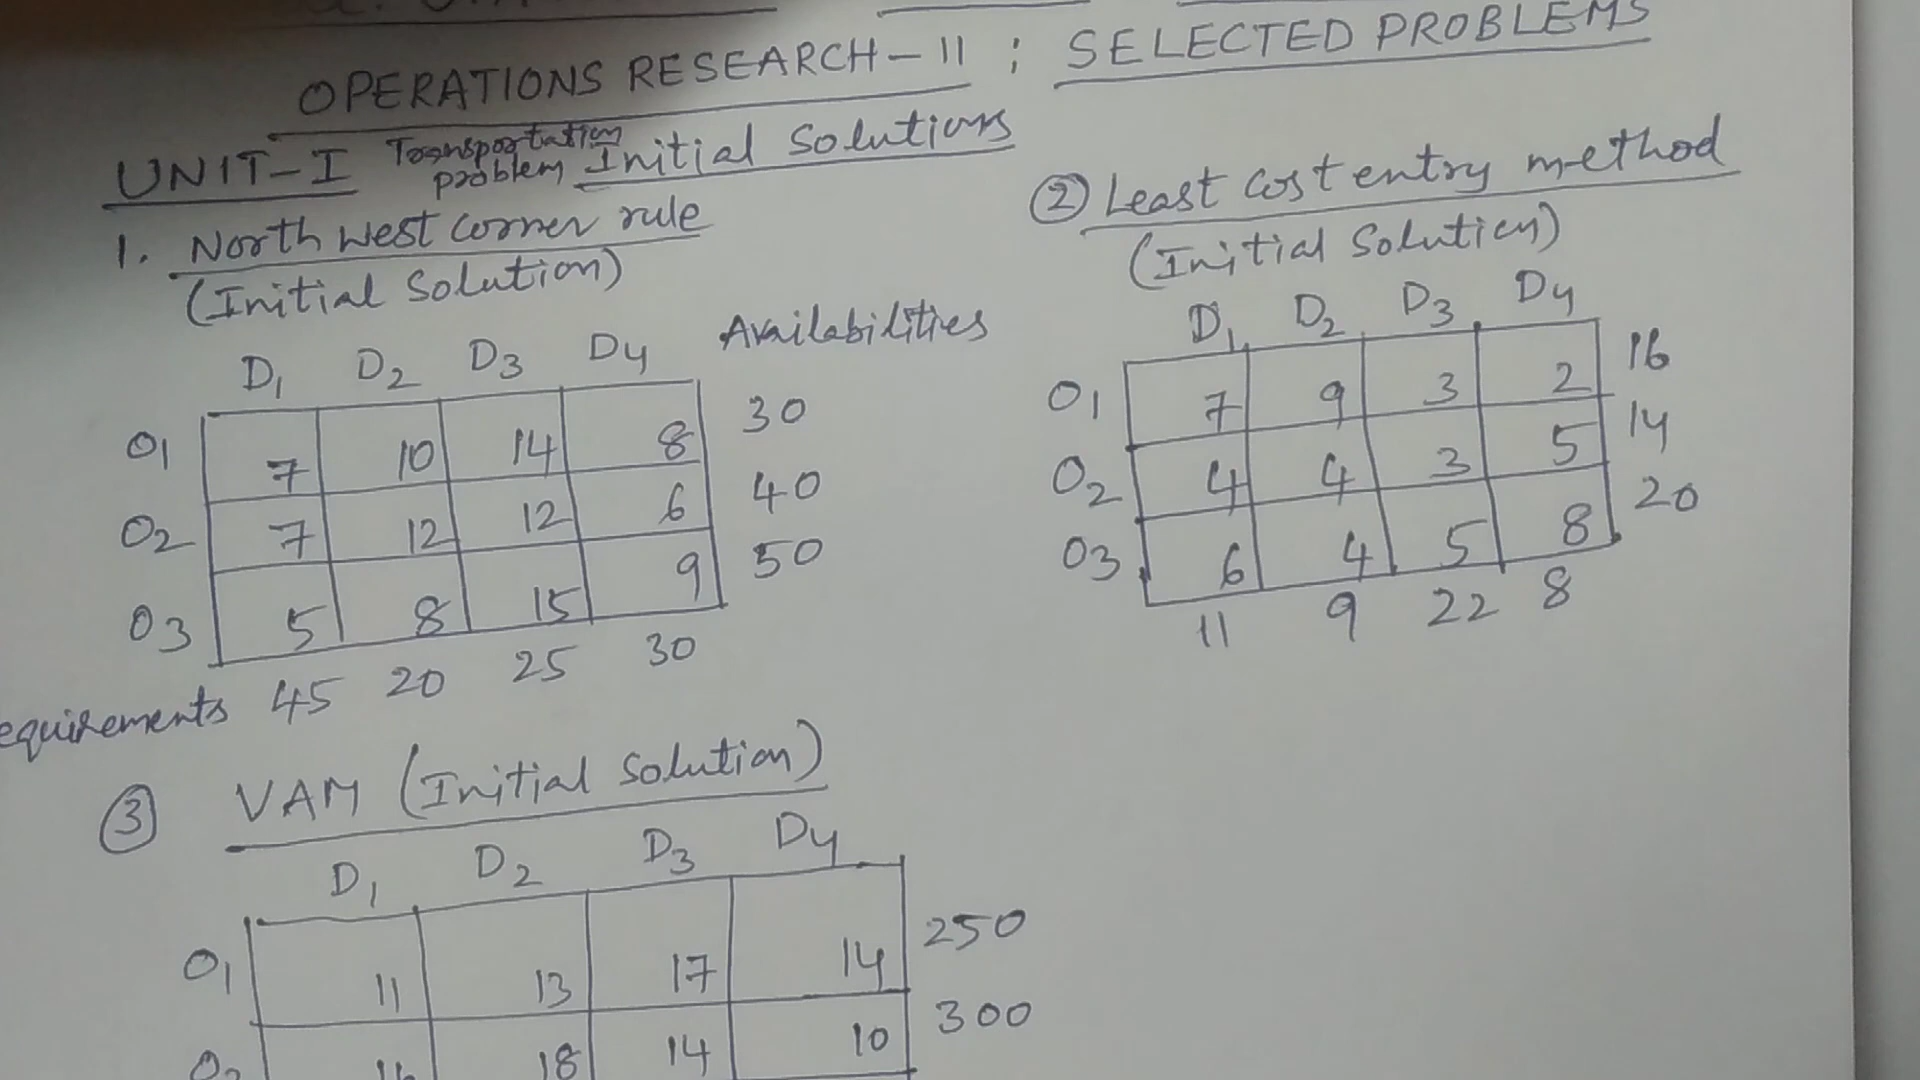 OPERATIONS RESEARCH-II ; SELECTED PROBLEMS
UNIT-I Transportation problem Initial Solutions
1. North West Corner rule
(Initial Solution)
D1 D2 D3 D4 Availabilities
O1 7 10 14 8 30
O2 7 12 12 6 40
O3 5 8 15 9 50
equirements 45 20 25 30
② Least Cost entry method
(Initial Solution)
D1 D2 D3 D4
O1 7 9 3 2 16
O2 4 4 3 5 14
O3 6 4 5 8 20
11 9 22 8
③ VAM (Initial Solution)
D1 D2 D3 D4
O1 11 13 17 14 250
18 14 10 300